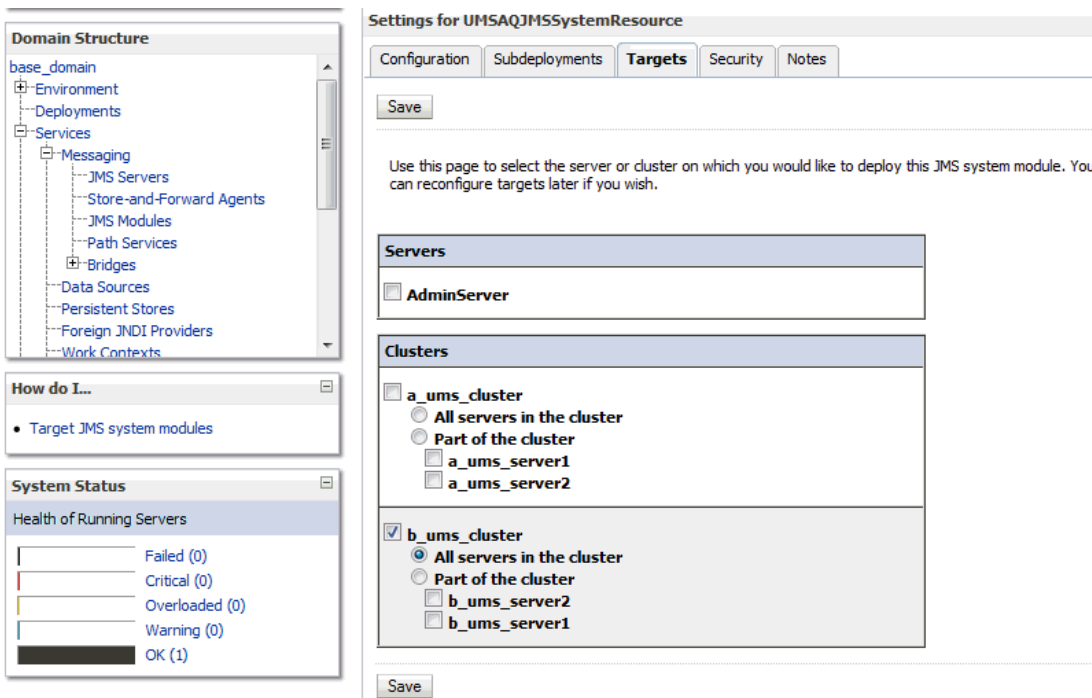 Domain Structure
base_domain
Environment
Deployments
Services
Messaging
JMS Servers
Store-and-Forward Agents
JMS Modules
Path Services
Bridges
Data Sources
Persistent Stores
Foreign JNDI Providers
Work Contexts
How do I...
Target JMS system modules
System Status
Health of Running Servers
Failed (0)
Critical (0)
Overloaded (0)
Warning (0)
OK (1)
Settings for UMSAQJMSSystemResource
Configuration Subdeployments Targets Security Notes
Save
Use this page to select the server or cluster on which you would like to deploy this JMS system module. You
can reconfigure targets later if you wish.
Servers
AdminServer
Clusters
a_ums_cluster
All servers in the cluster
Part of the cluster
a_ums_server1
a_ums_server2
b_ums_cluster
All servers in the cluster
Part of the cluster
b_ums_server2
b_ums_server1
Save